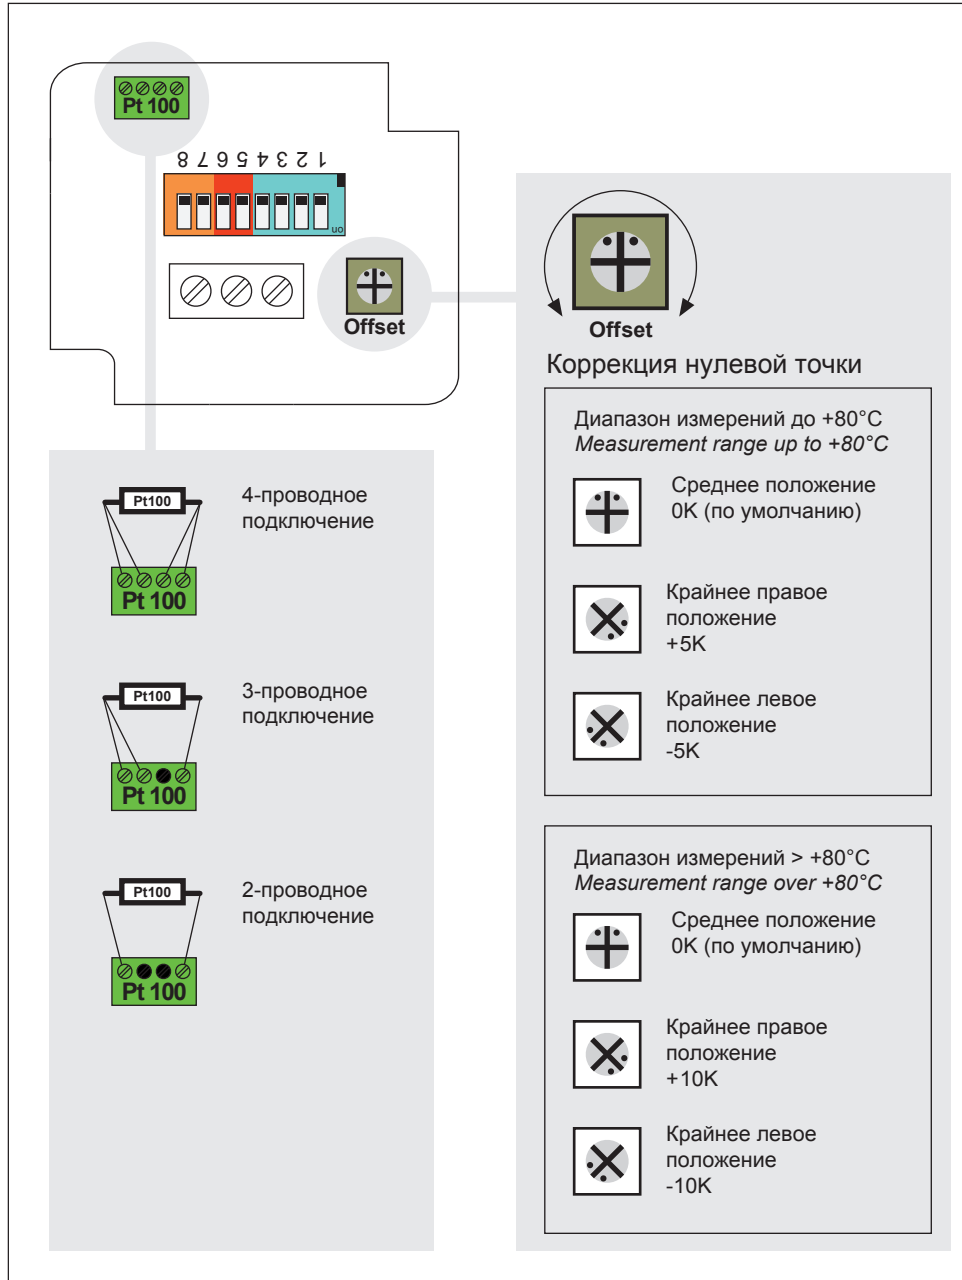 Pt 100
8 7 6 5 4 3 2 1
on
Offset
Offset
Коррекция нулевой точки
Диапазон измерений до +80°C
Measurement range up to +80°C
Среднее положение
0K (по умолчанию)
Крайнее правое
положение
+5K
Крайнее левое
положение
-5K
Диапазон измерений > +80°C
Measurement range over +80°C
Среднее положение
0K (по умолчанию)
Крайнее правое
положение
+10K
Крайнее левое
положение
-10K
Pt100
4-проводное
подключение
Pt 100
Pt100
3-проводное
подключение
Pt 100
Pt100
2-проводное
подключение
Pt 100